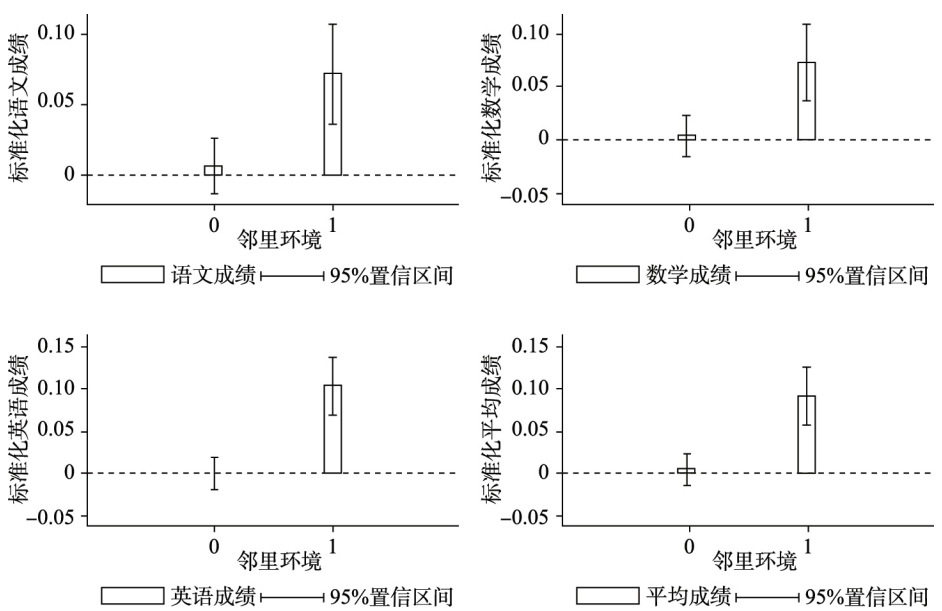 标准化语文成绩
0.10
0.05
0
0 1
邻里环境
语文成绩 95%置信区间
标准化数学成绩
0.10
0.05
0
−0.05
0 1
邻里环境
数学成绩 95%置信区间
标准化英语成绩
0.15
0.10
0.05
0
−0.05
0 1
邻里环境
英语成绩 95%置信区间
标准化平均成绩
0.15
0.10
0.05
0
−0.05
0 1
邻里环境
平均成绩 95%置信区间